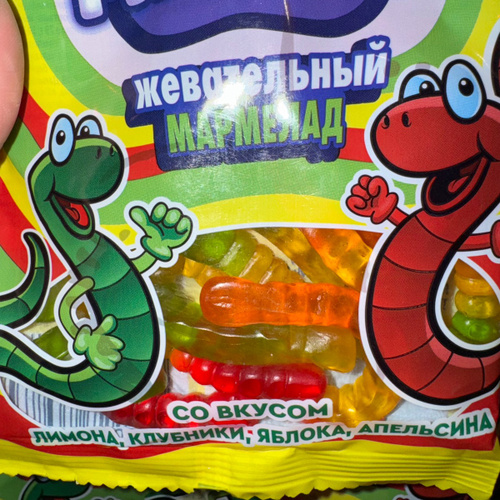 жевательный
МАРМЕЛАД
СО ВКУСОМ
ЛИМОНА, КЛУБНИКИ, ЯБЛОКА, АПЕЛЬСИНА